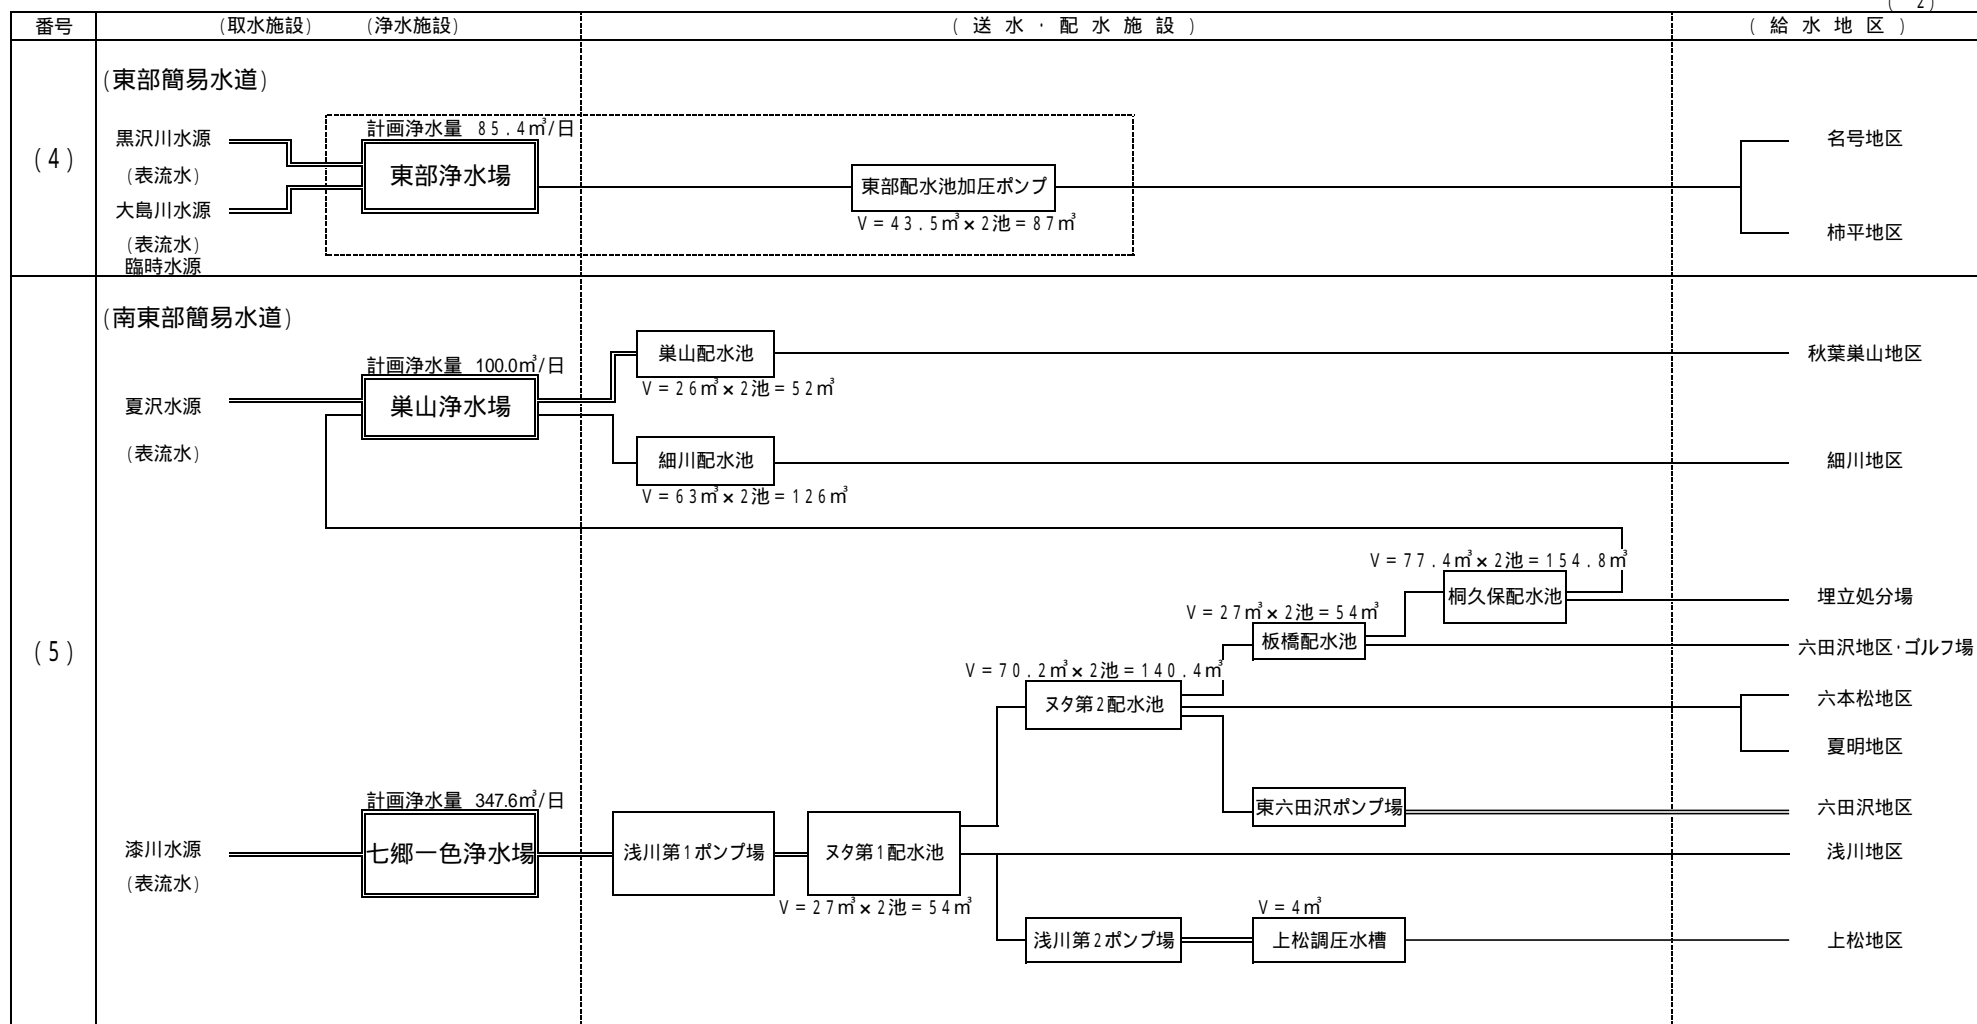 ( 2)
番号
(取水施設)
(浄水施設)
( 送 水 ・ 配 水 施 設 )
( 給 水 地 区 )
(4)
(東部簡易水道)
黒沢川水源
(表流水)
大島川水源
(表流水)
臨時水源
計画浄水量 85.4㎥/日
東部浄水場
東部配水池加圧ポンプ
V=43.5㎥×2池=87㎥
名号地区
柿平地区
(5)
(南東部簡易水道)
夏沢水源
(表流水)
計画浄水量 100.0㎥/日
巣山浄水場
巣山配水池
V=26㎥×2池=52㎥
秋葉巣山地区
細川配水池
V=63㎥×2池=126㎥
細川地区
V=77.4㎥×2池=154.8㎥
桐久保配水池
埋立処分場
V=27㎥×2池=54㎥
板橋配水池
六田沢地区・ゴルフ場
V=70.2㎥×2池=140.4㎥
ヌタ第2配水池
六本松地区
夏明地区
東六田沢ポンプ場
六田沢地区
漆川水源
(表流水)
計画浄水量 347.6㎥/日
七郷一色浄水場
浅川第1ポンプ場
ヌタ第1配水池
V=27㎥×2池=54㎥
浅川地区
浅川第2ポンプ場
V=4㎥
上松調圧水槽
上松地区